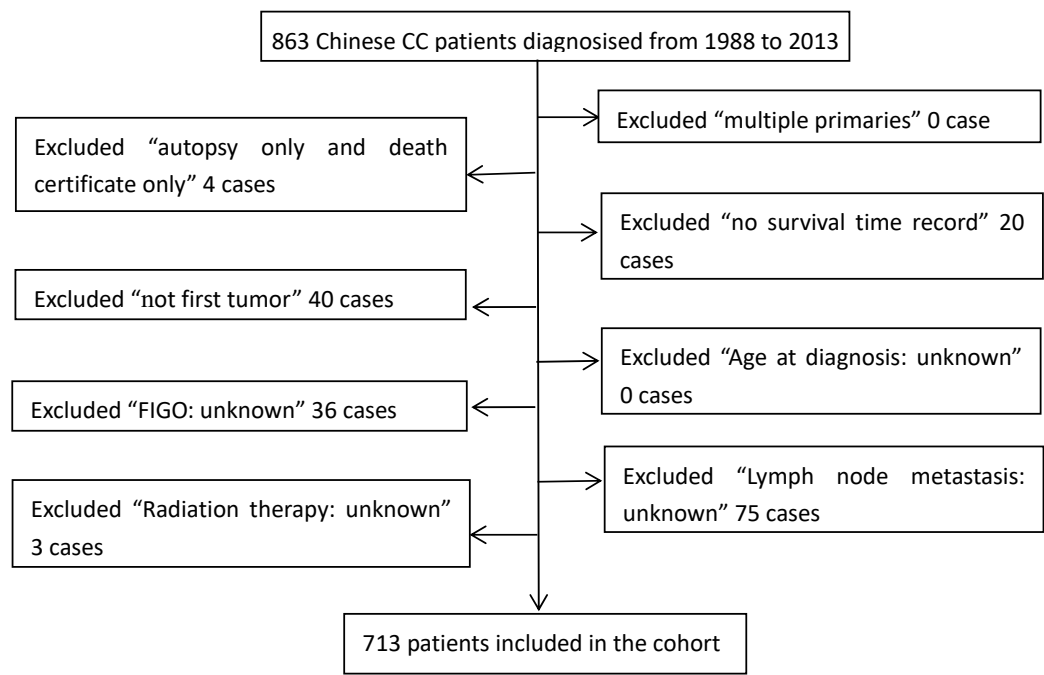 863 Chinese CC patients diagnosised from 1988 to 2013
Excluded “multiple primaries” 0 case
Excluded “autopsy only and death
certificate only” 4 cases
Excluded “no survival time record” 20
cases
Excluded “not first tumor” 40 cases
Excluded “Age at diagnosis: unknown”
0 cases
Excluded “FIGO: unknown” 36 cases
Excluded “Lymph node metastasis:
unknown” 75 cases
Excluded “Radiation therapy: unknown”
3 cases
713 patients included in the cohort